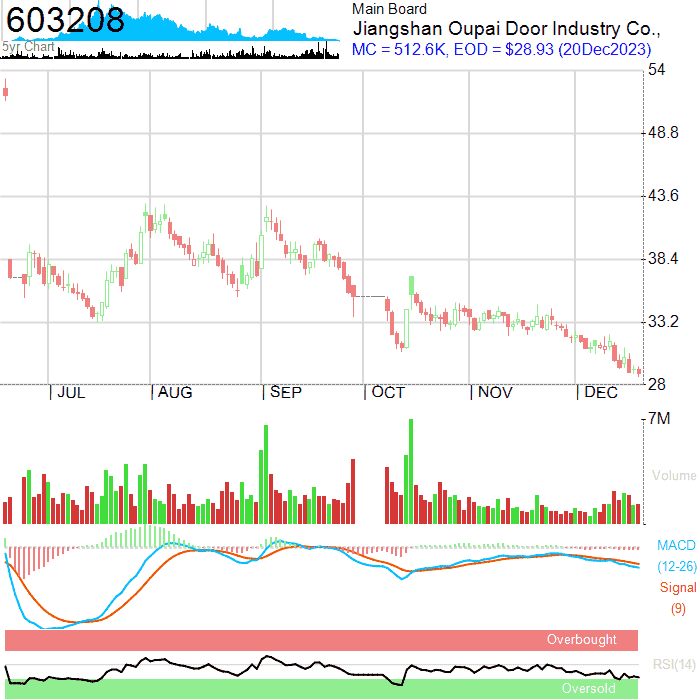 603208
5yr Chart
Main Board
Jiangshan Oupai Door Industry Co.,
MC = 512.6K, EOD = $28.93 (20Dec2023)
54
48.8
43.6
38.4
33.2
28
JUL AUG SEP OCT NOV DEC
7M
Volume
MACD
(12-26)
Signal
(9)
Overbought
RSI(14)
Oversold